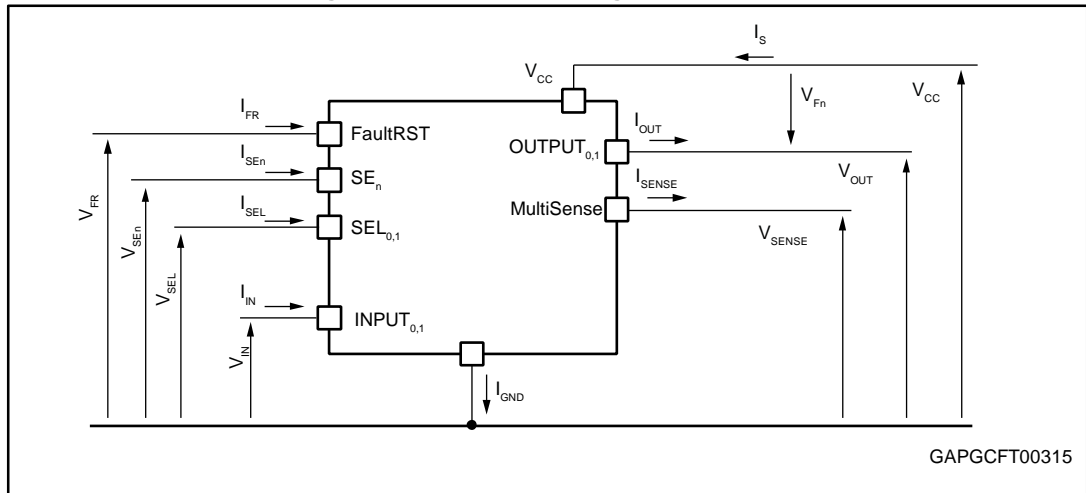 I_S
V_CC
V_Fn
V_CC
I_FR
FaultRST
I_OUT
OUTPUT_0,1
I_SEn
SE_n
V_OUT
I_SENSE
MultiSense
V_FR
V_SEn
I_SEL
SEL_0,1
V_SENSE
V_SEL
I_IN
INPUT_0,1
V_IN
I_GND
GAPGCFT00315